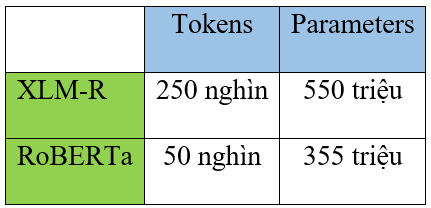 Tokens Parameters
XLM-R 250 nghìn 550 triệu
RoBERTa 50 nghìn 355 triệu